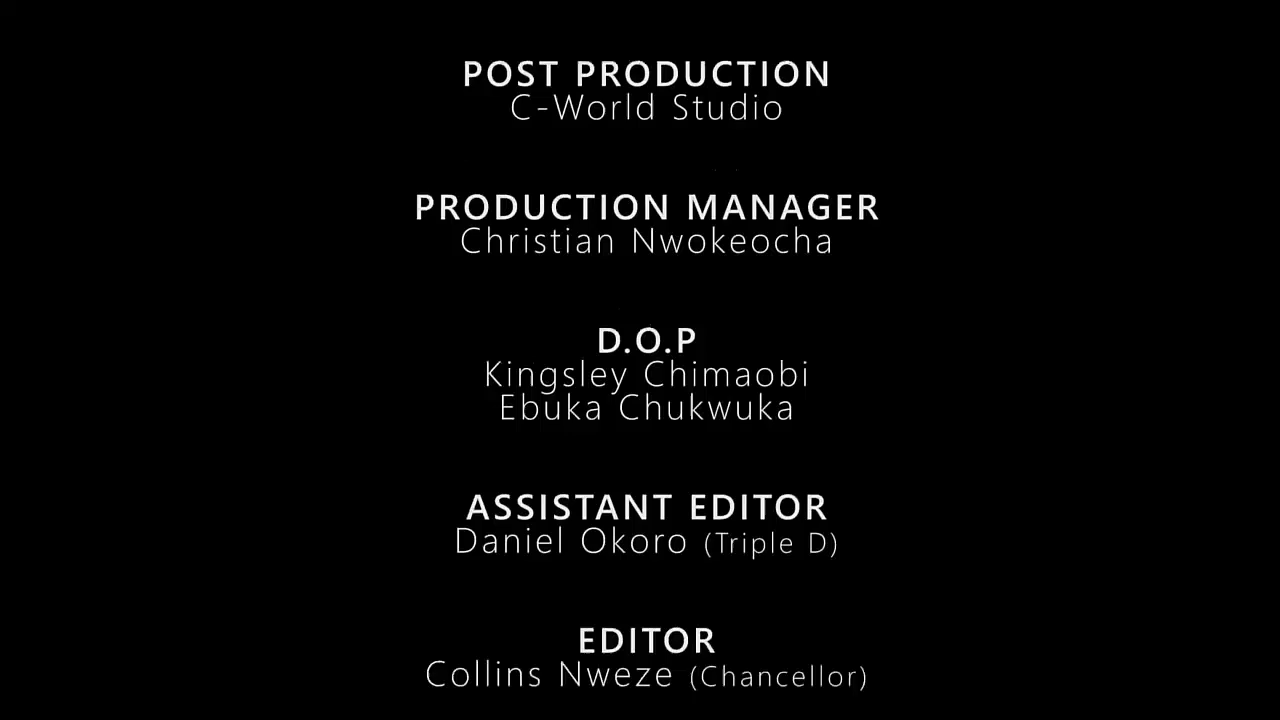 POST PRODUCTION
C-World Studio
PRODUCTION MANAGER
Christian Nwokeocha
D.O.P
Kingsley Chimaobi
Ebuka Chukwuka
ASSISTANT EDITOR
Daniel Okoro (Triple D)
EDITOR
Collins Nweze (Chancellor)